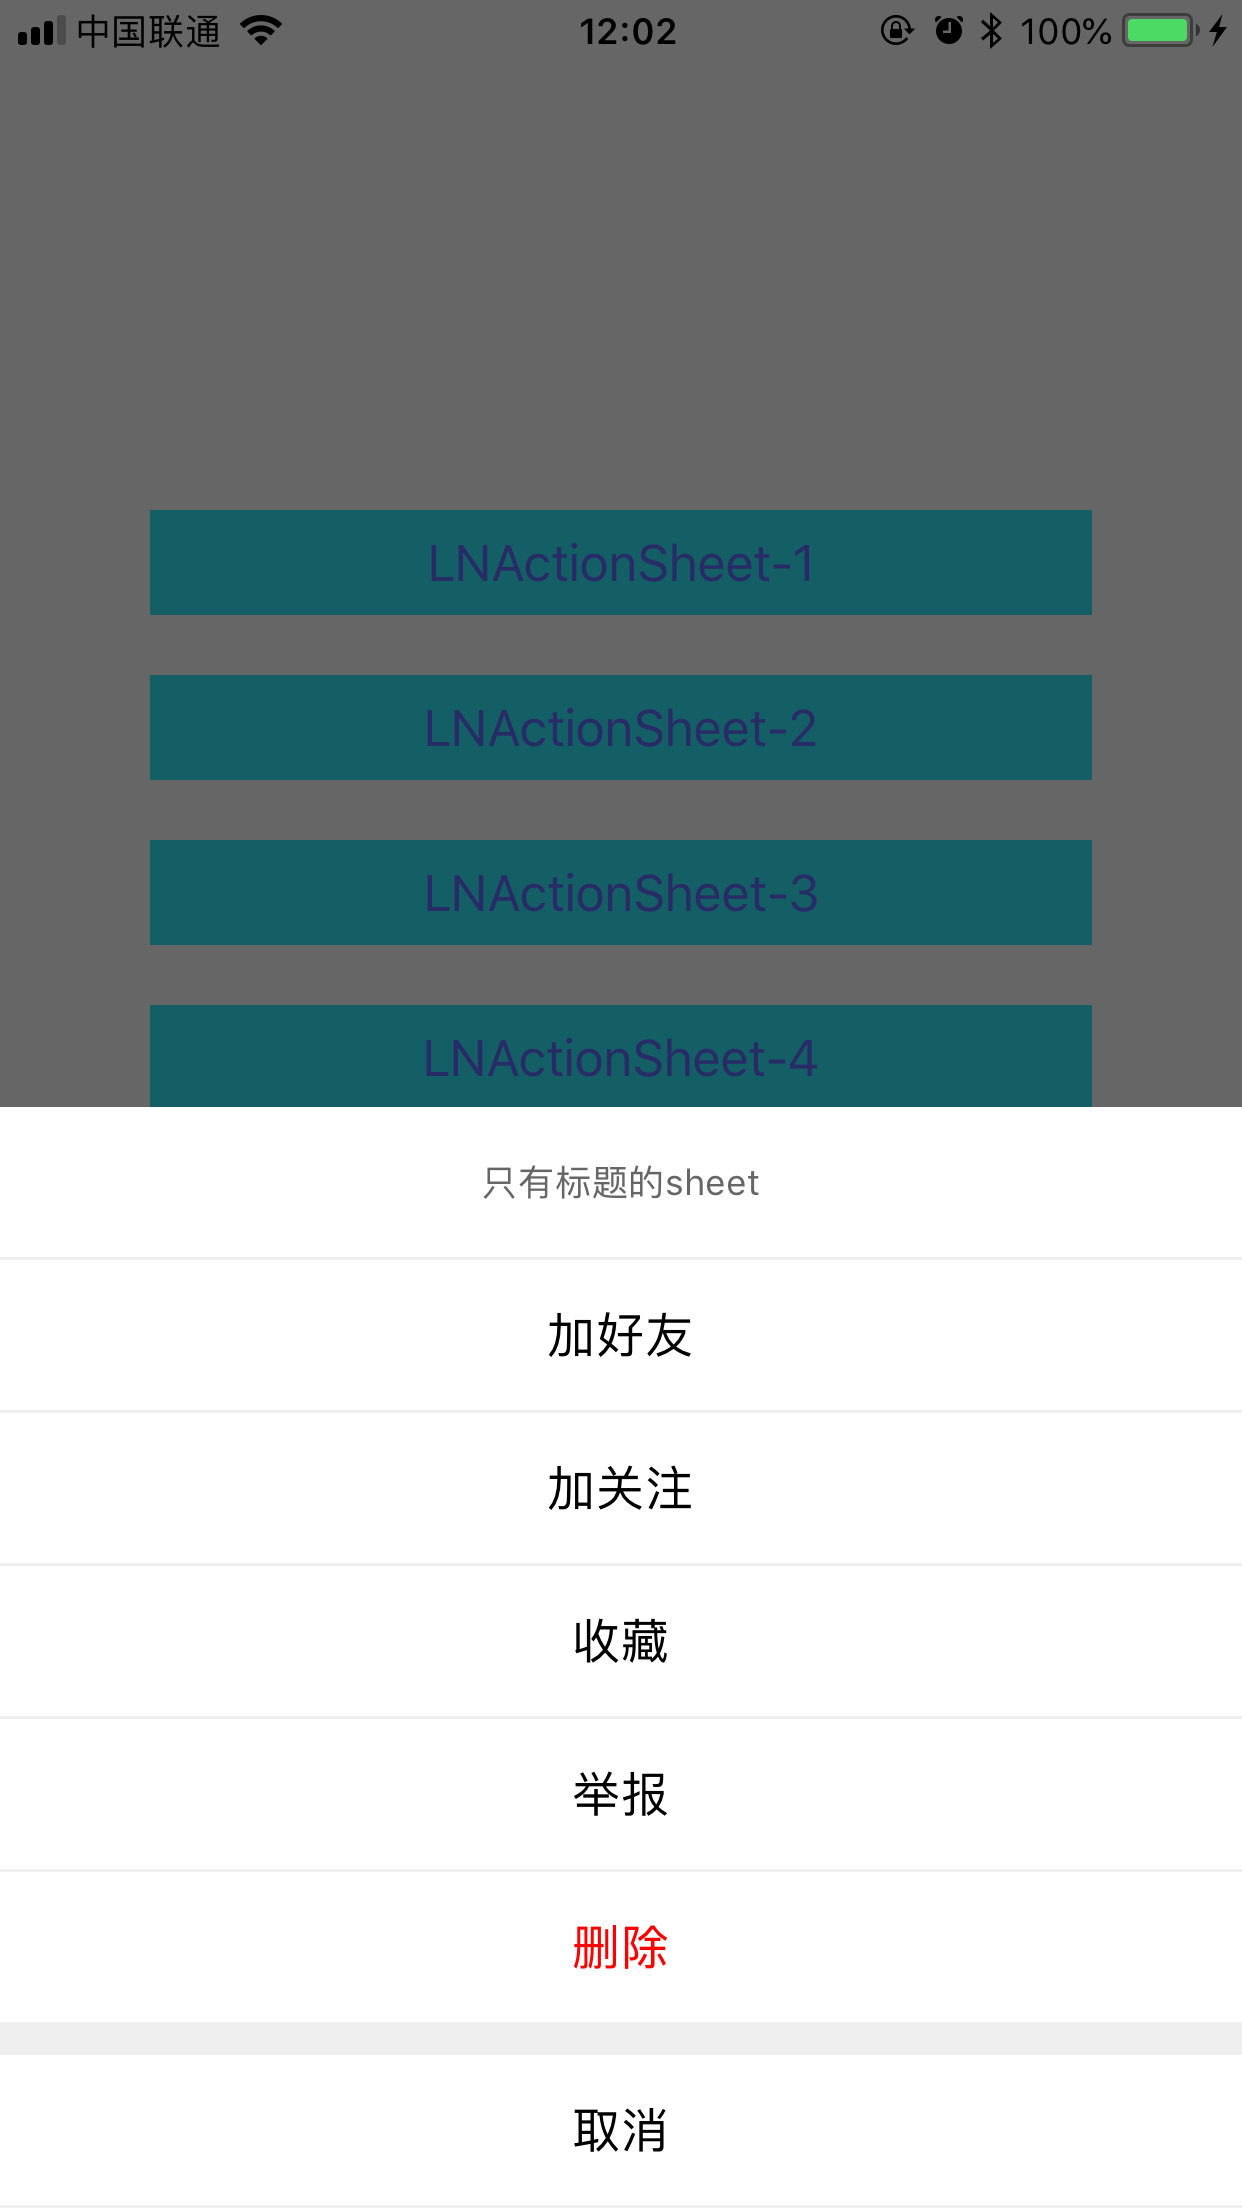 中国联通 12:02 100%
LNActionSheet-1
LNActionSheet-2
LNActionSheet-3
LNActionSheet-4
只有标题的sheet
加好友
加关注
收藏
举报
删除
取消